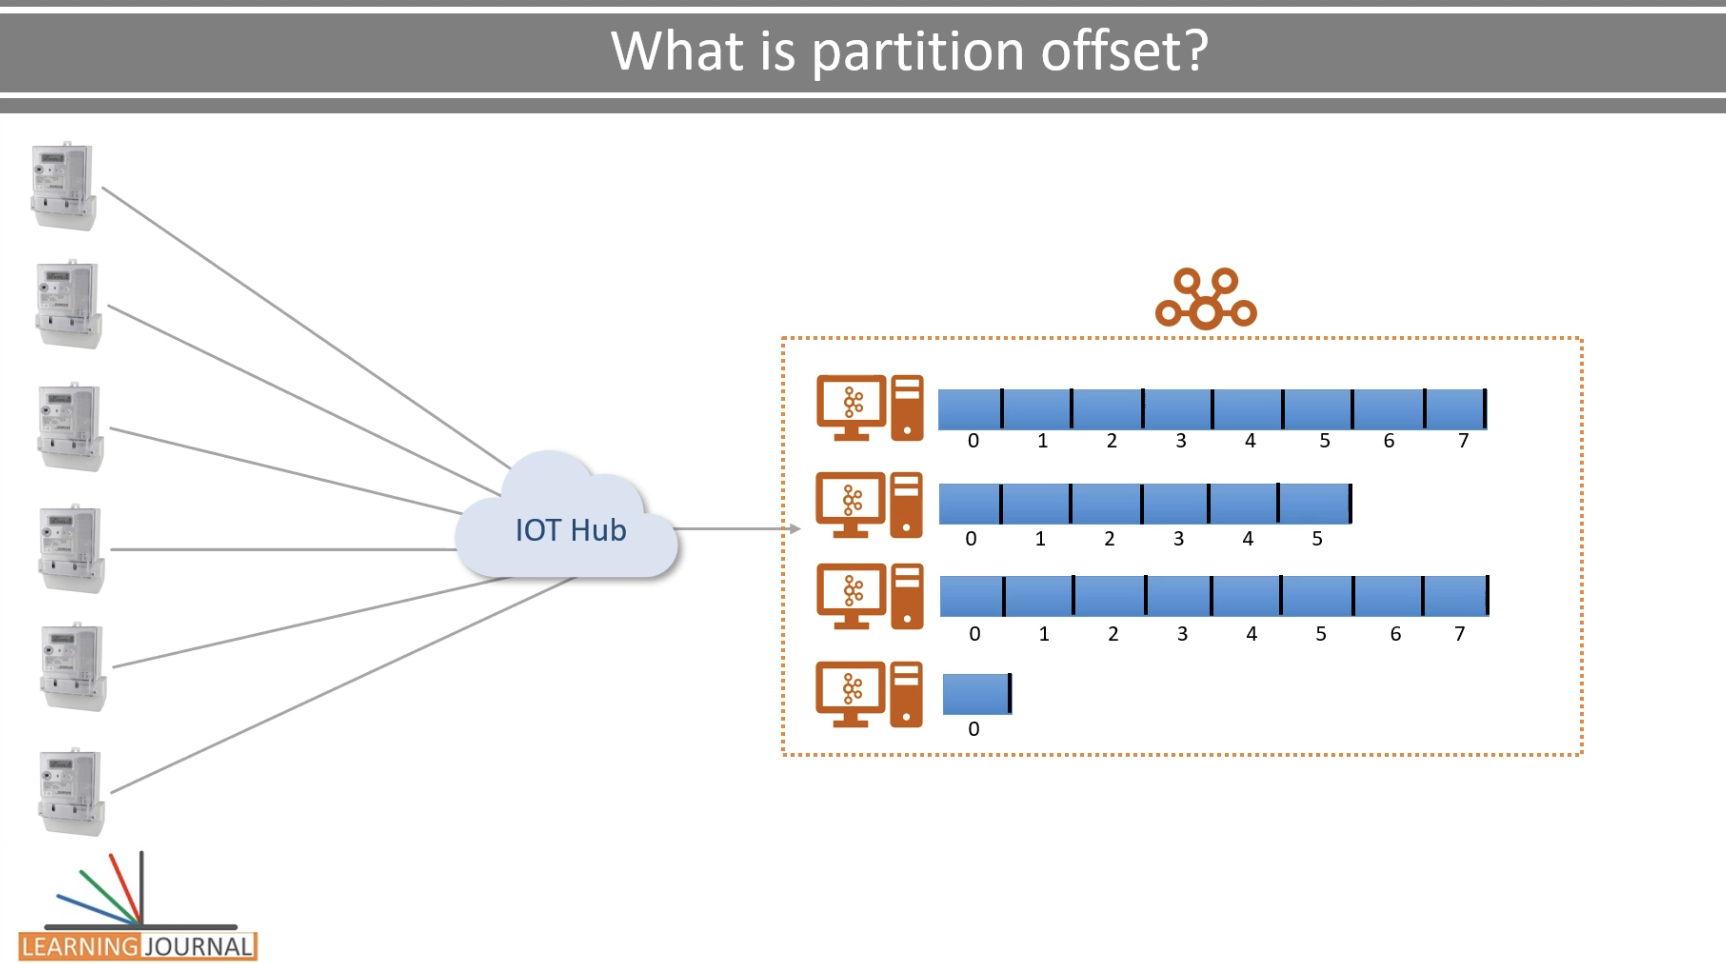 What is partition offset?
IOT Hub
0 1 2 3 4 5 6 7
0 1 2 3 4 5
0 1 2 3 4 5 6 7
0
LEARNING JOURNAL